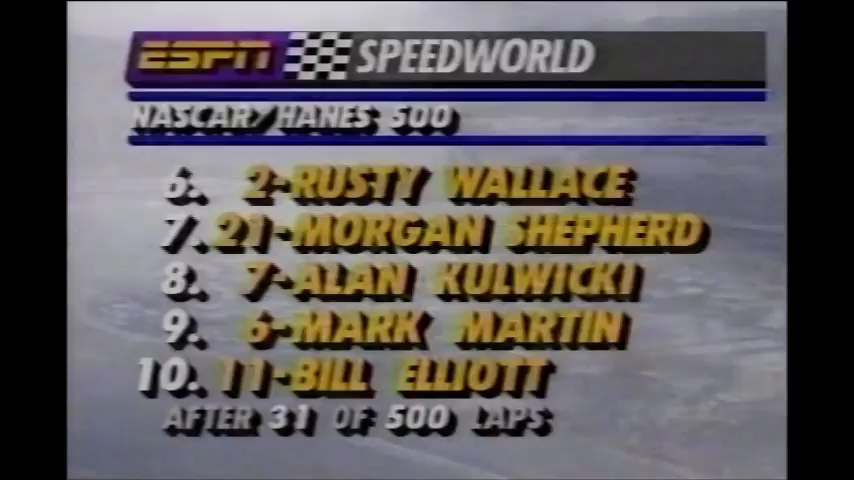 ESPN SPEEDWORLD
NASCAR/HANES 500
6. 2-RUSTY WALLACE
7. 21-MORGAN SHEPHERD
8. 7-ALAN KULWICKI
9. 6-MARK MARTIN
10. 11-BILL ELLIOTT
AFTER 31 OF 500 LAPS